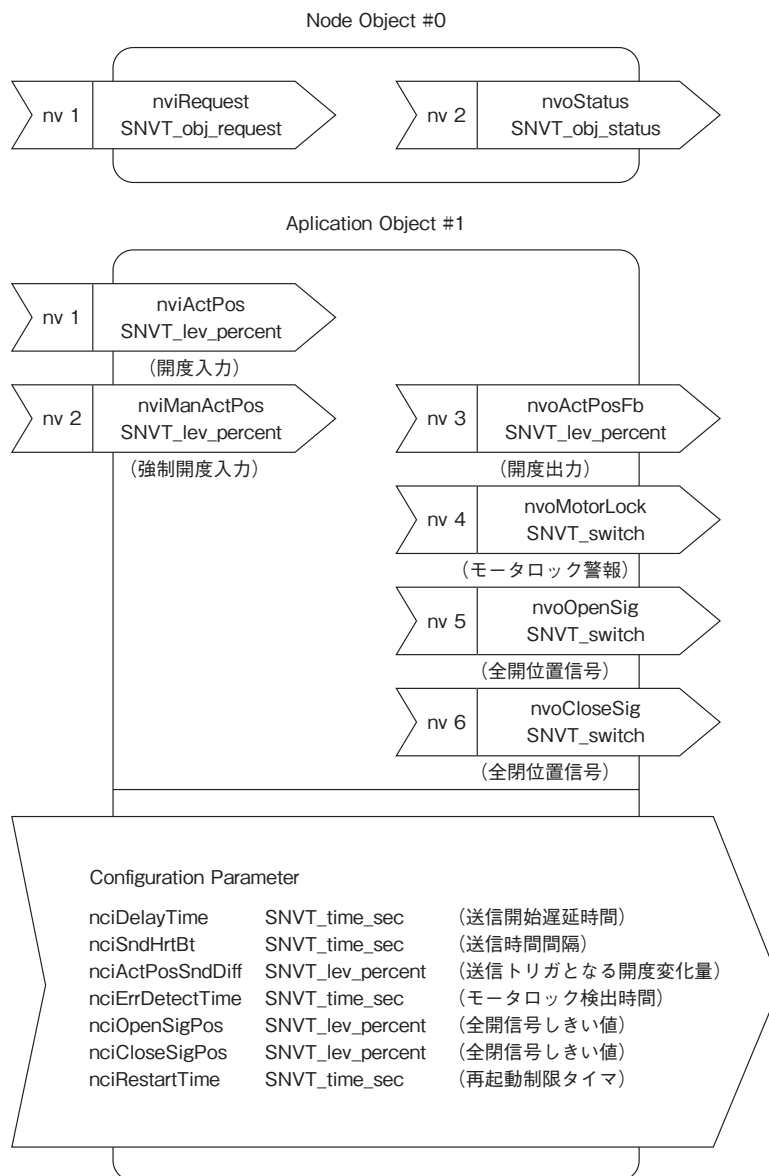 Node Object #0
nv 1
nviRequest
SNVT_obj_request
nv 2
nvoStatus
SNVT_obj_status
Aplication Object #1
nv 1
nviActPos
SNVT_lev_percent
（開度入力）
nv 2
nviManActPos
SNVT_lev_percent
（強制開度入力）
nv 3
nvoActPosFb
SNVT_lev_percent
（開度出力）
nv 4
nvoMotorLock
SNVT_switch
（モータロック警報）
nv 5
nvoOpenSig
SNVT_switch
（全開位置信号）
nv 6
nvoCloseSig
SNVT_switch
（全閉位置信号）
Configuration Parameter
nciDelayTime SNVT_time_sec （送信開始遅延時間）
nciSndHrtBt SNVT_time_sec （送信時間間隔）
nciActPosSndDiff SNVT_lev_percent （送信トリガとなる開度変化量）
nciErrDetectTime SNVT_time_sec （モータロック検出時間）
nciOpenSigPos SNVT_lev_percent （全開信号しきい値）
nciCloseSigPos SNVT_lev_percent （全閉信号しきい値）
nciRestartTime SNVT_time_sec （再起動制限タイマ）